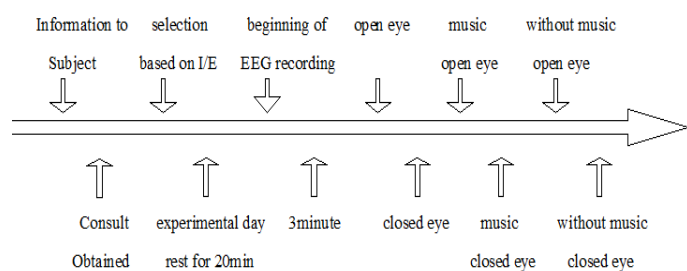 Information to selection beginning of open eye music without music
Subject based on I/E EEG recording open eye open eye
Consult experimental day 3minute closed eye music without music
Obtained rest for 20min closed eye closed eye